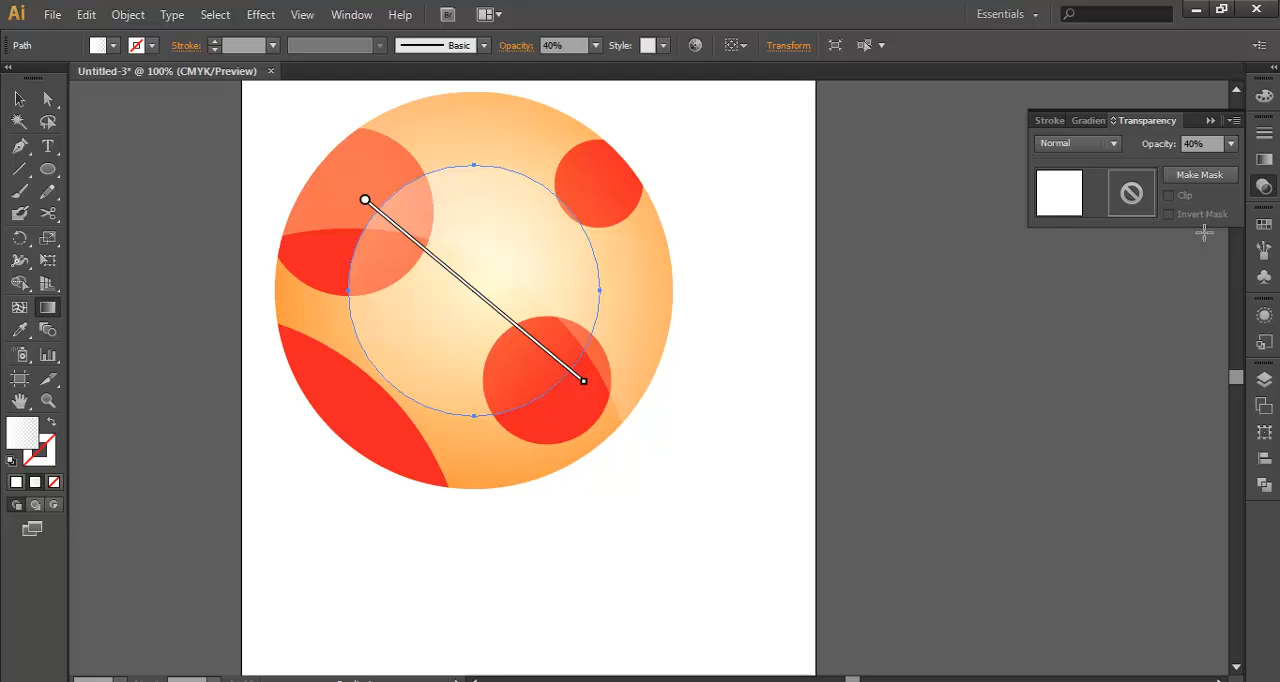 Ai File Edit Object Type Select Effect View Window Help Br Essentials
Path Stroke: Basic Opacity: 40% Style: Transform
Untitled-3* @ 100% (CMYK/Preview) ×
Stroke Gradien Transparency
Normal Opacity: 40%
Make Mask
Clip
Invert Mask